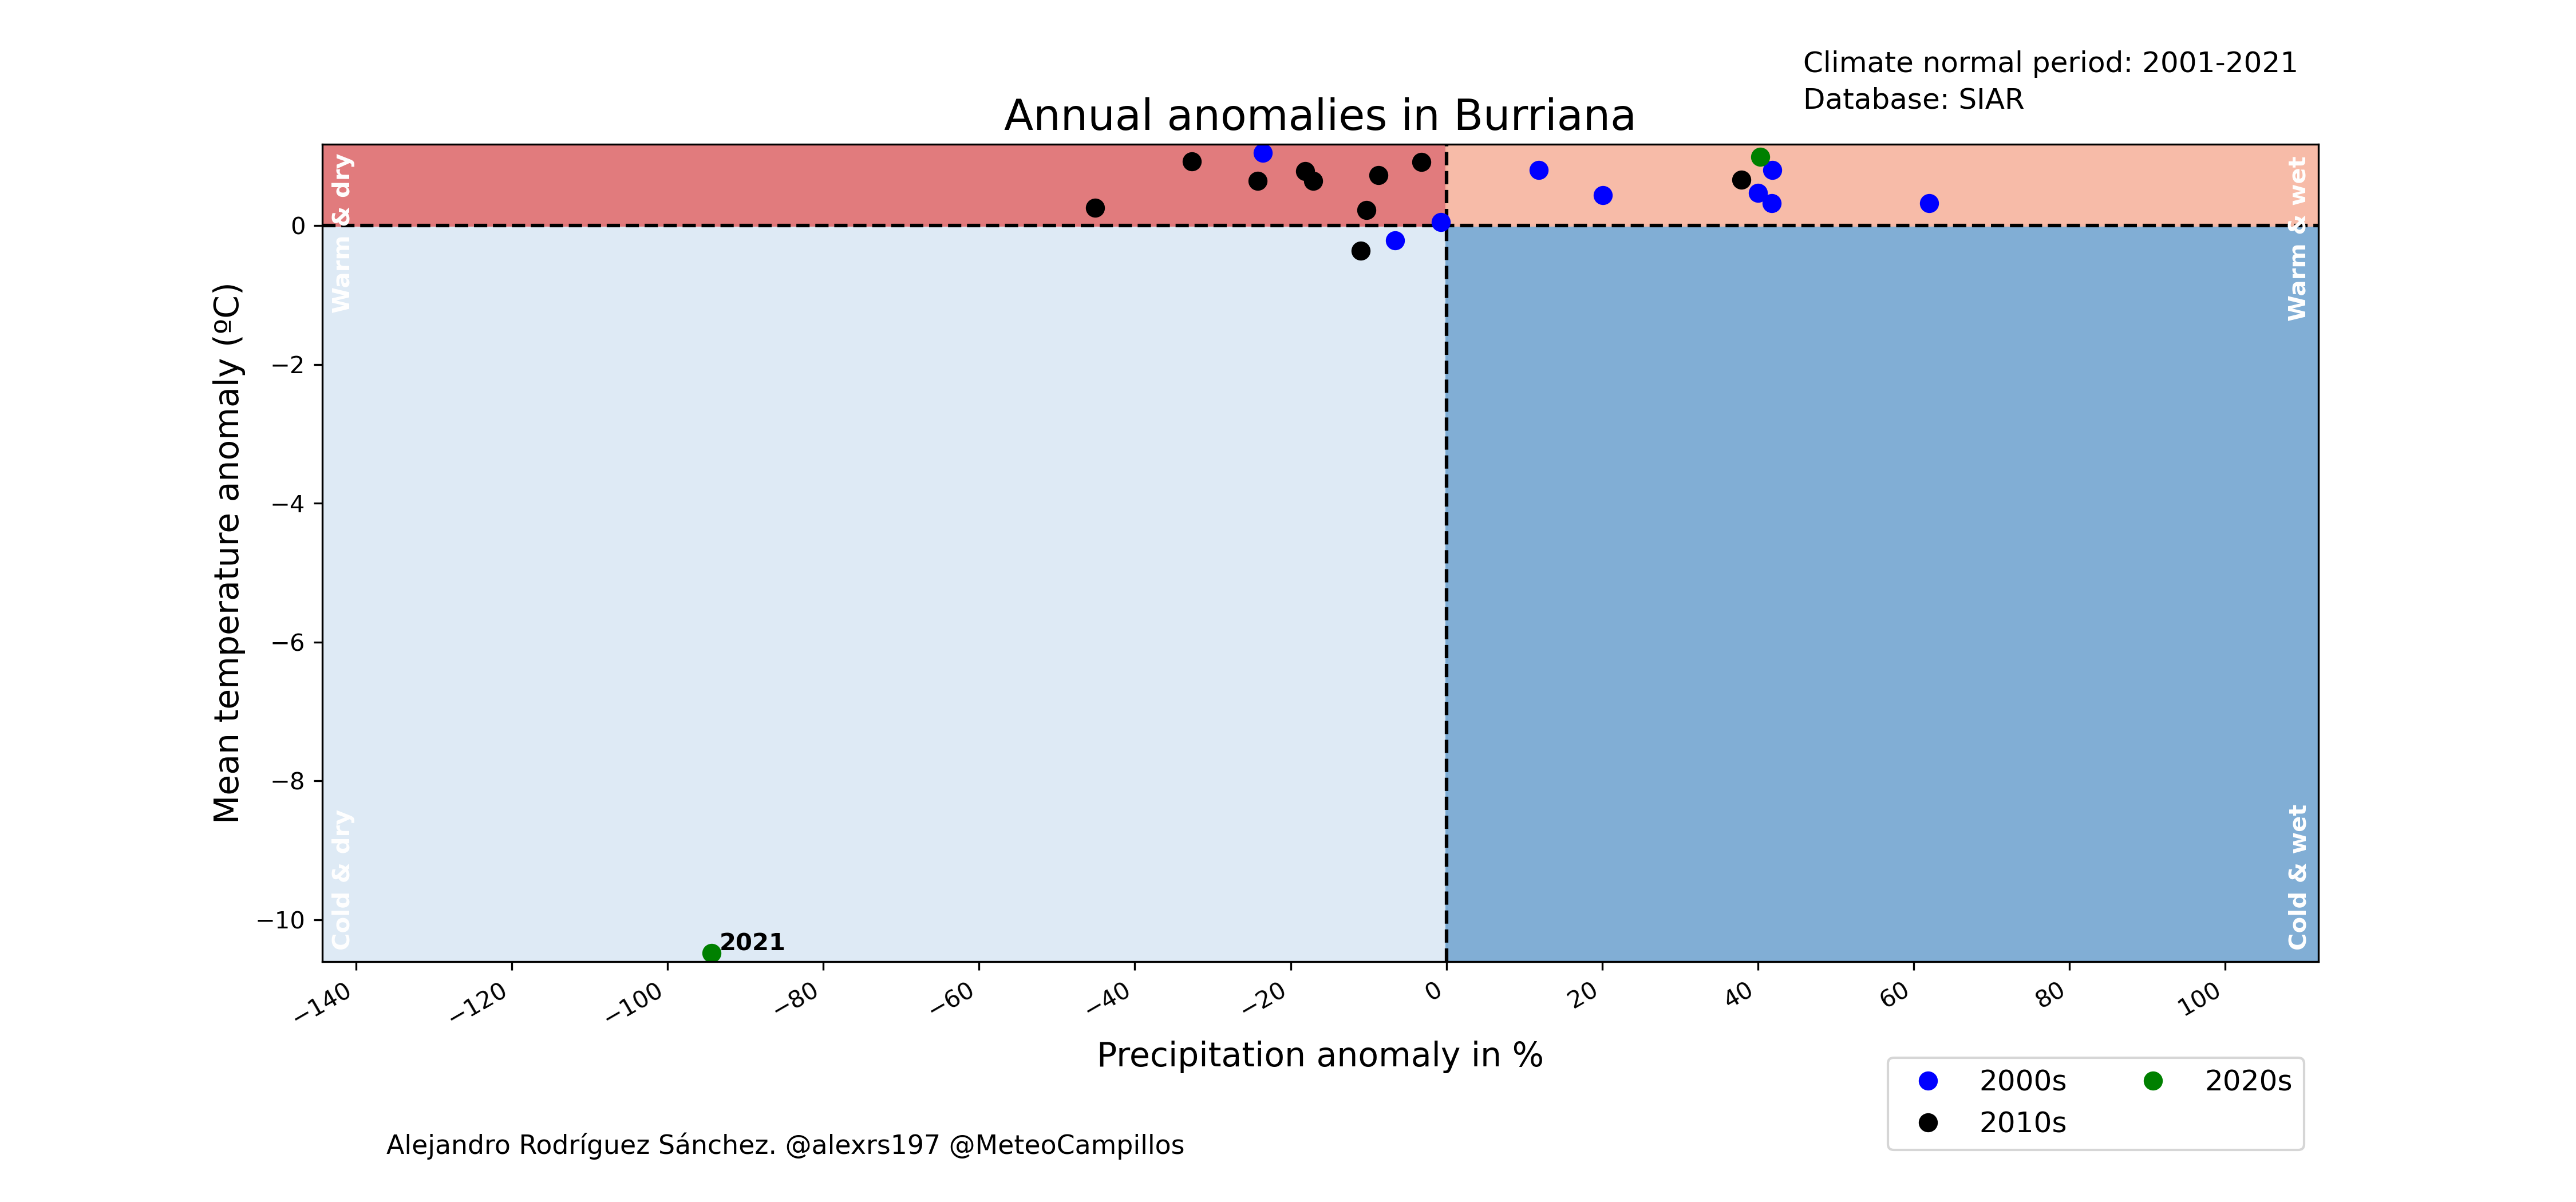 Climate normal period: 2001-2021
Database: SIAR
Annual anomalies in Burriana
Warm & dry
Warm & wet
Cold & dry
Cold & wet
Mean temperature anomaly (ºC)
0
−2
−4
−6
−8
−10
2021
−140
−120
−100
−80
−60
−40
−20
0
20
40
60
80
100
Precipitation anomaly in %
2000s
2010s
2020s
Alejandro Rodríguez Sánchez. @alexrs197 @MeteoCampillos